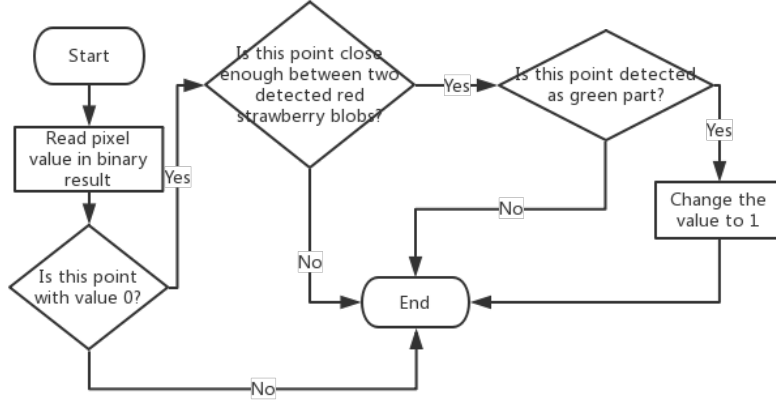 Start
Read pixel
value in binary
result
Is this point
with value 0?
Yes
No
Is this point close
enough between two
detected red
strawberry blobs?
Yes
No
Is this point detected
as green part?
Yes
No
Change the
value to 1
End